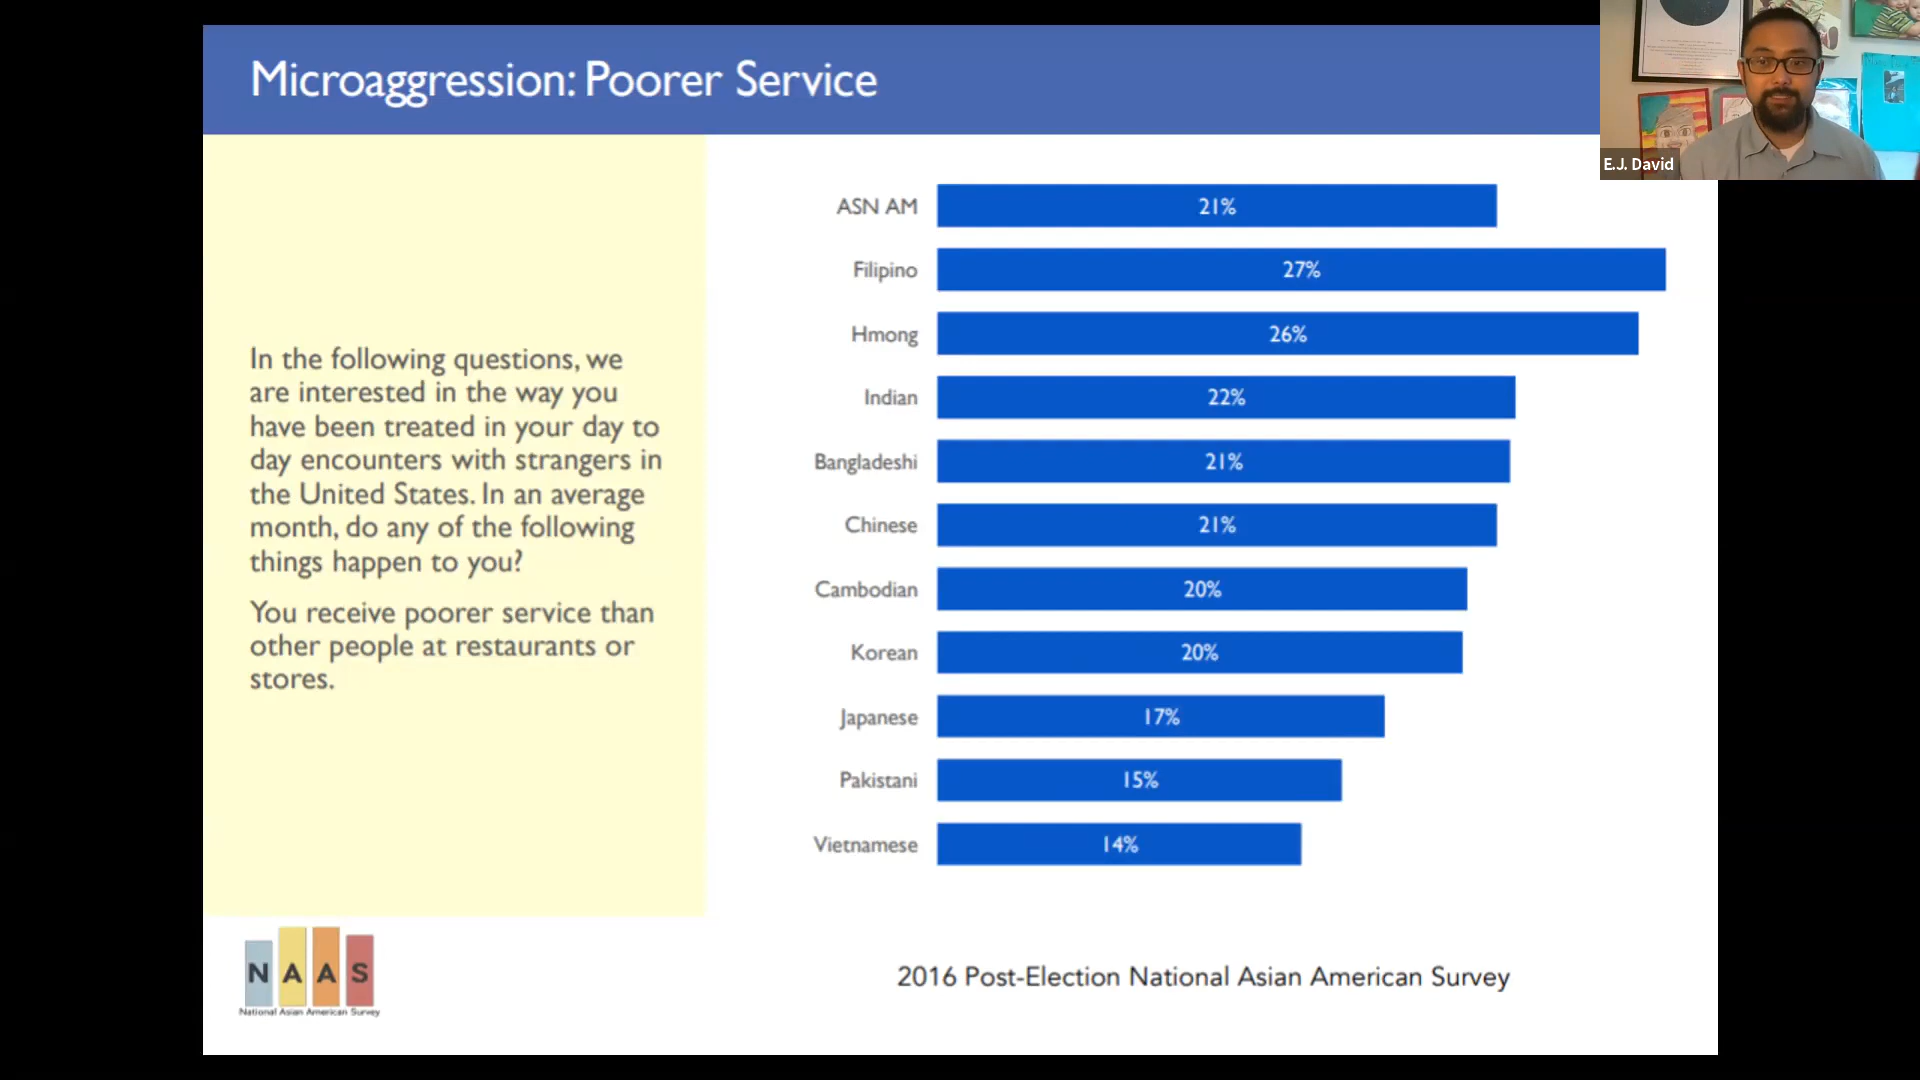 Microaggression: Poorer Service
E.J. David
In the following questions, we
are interested in the way you
have been treated in your day to
day encounters with strangers in
the United States. In an average
month, do any of the following
things happen to you?
You receive poorer service than
other people at restaurants or
stores.
ASN AM 21%
Filipino 27%
Hmong 26%
Indian 22%
Bangladeshi 21%
Chinese 21%
Cambodian 20%
Korean 20%
Japanese 17%
Pakistani 15%
Vietnamese 14%
NAAS
National Asian American Survey
2016 Post-Election National Asian American Survey